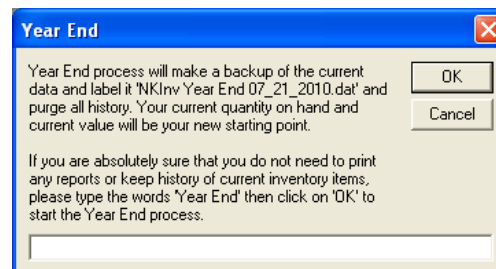 Year End
Year End process will make a backup of the current
data and label it 'NKInv Year End 07_21_2010.dat' and
purge all history. Your current quantity on hand and
current value will be your new starting point.
If you are absolutely sure that you do not need to print
any reports or keep history of current inventory items,
please type the words 'Year End' then click on 'OK' to
start the Year End process.
OK
Cancel